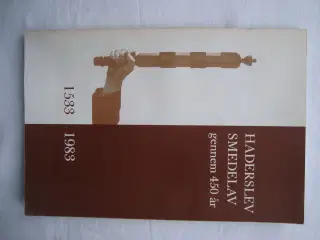 HADERSLEV
SMEDELAV
gennem 450 år
1533 1983